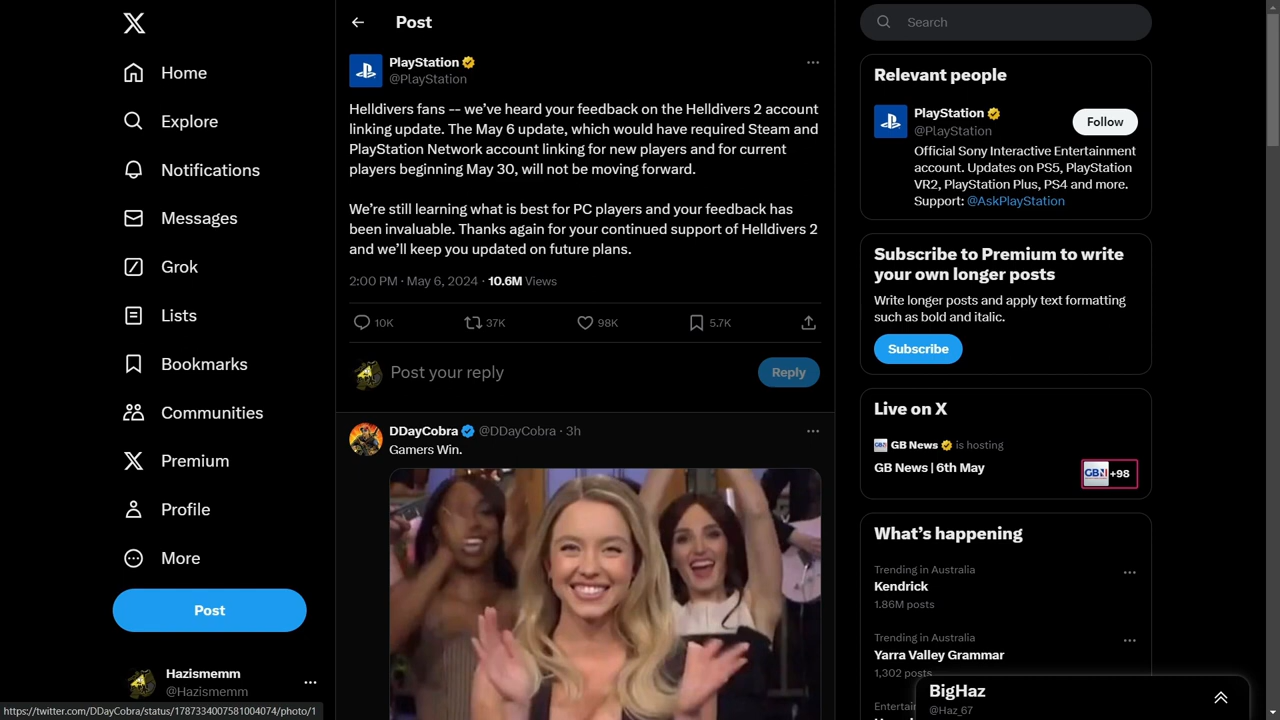 Home
Explore
Notifications
Messages
Grok
Lists
Bookmarks
Communities
Premium
Profile
More
Post
Hazismemm
@Hazismemm
https://twitter.com/DDayCobra/status/1787334007581004074/photo/1
Post
PlayStation
@PlayStation
Helldivers fans -- we’ve heard your feedback on the Helldivers 2 account
linking update. The May 6 update, which would have required Steam and
PlayStation Network account linking for new players and for current
players beginning May 30, will not be moving forward.
We’re still learning what is best for PC players and your feedback has
been invaluable. Thanks again for your continued support of Helldivers 2
and we’ll keep you updated on future plans.
2:00 PM · May 6, 2024 · 10.6M Views
10K 37K 98K 5.7K
Post your reply
Reply
DDayCobra @DDayCobra · 3h
Gamers Win.
Search
Relevant people
PlayStation
@PlayStation
Follow
Official Sony Interactive Entertainment
account. Updates on PS5, PlayStation
VR2, PlayStation Plus, PS4 and more.
Support: @AskPlayStation
Subscribe to Premium to write
your own longer posts
Write longer posts and apply text formatting
such as bold and italic.
Subscribe
Live on X
GB News is hosting
GB News | 6th May
GBN +98
What’s happening
Trending in Australia
Kendrick
1.86M posts
Trending in Australia
Yarra Valley Grammar
1,302 posts
BigHaz
@Haz_67